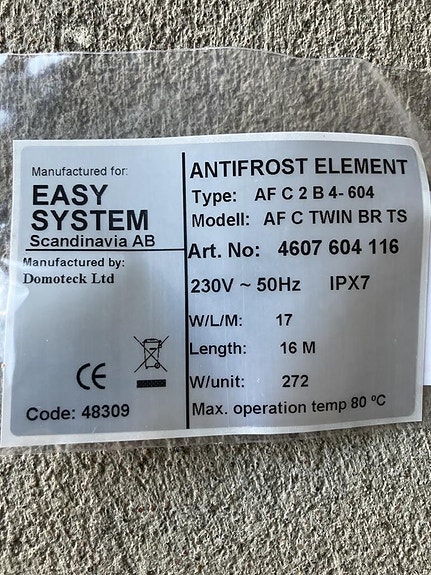 Manufactured for:
EASY
SYSTEM
Scandinavia AB
Manufactured by:
Domoteck Ltd
CE
Code: 48309
ANTIFROST ELEMENT
Type: AF C 2 B 4- 604
Modell: AF C TWIN BR TS
Art. No: 4607 604 116
230V ~ 50Hz IPX7
W/L/M: 17
Length: 16 M
W/unit: 272
Max. operation temp 80 ºC